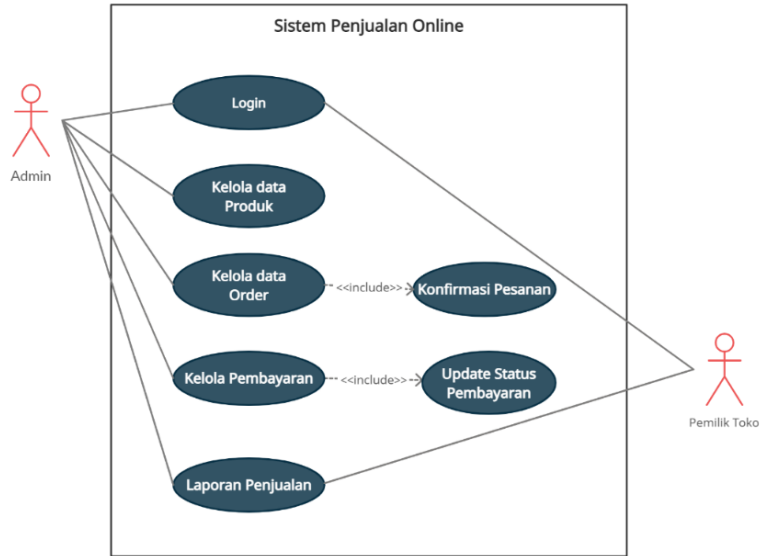 Sistem Penjualan Online
Login
Admin
Kelola data
Produk
Kelola data
Order
<<include>>
Konfirmasi Pesanan
Kelola Pembayaran
<<include>>
Update Status
Pembayaran
Pemilik Toko
Laporan Penjualan